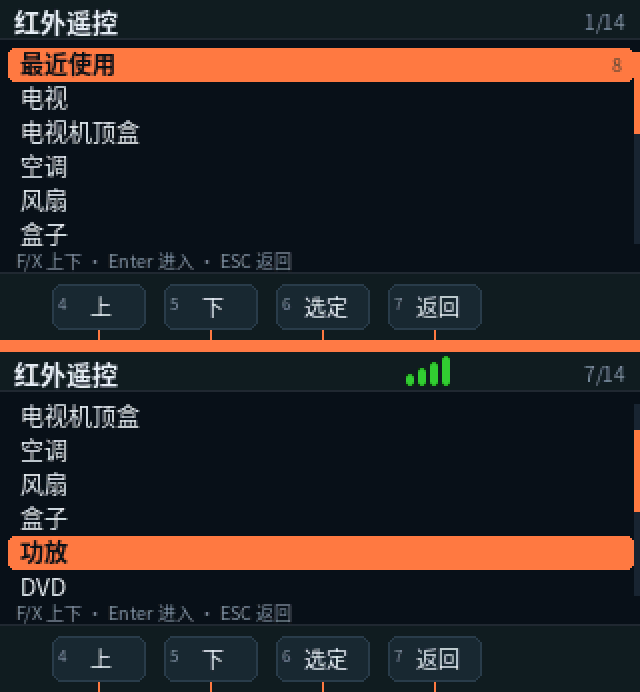 红外遥控 1/14
最近使用 8
电视
电视机顶盒
空调
风扇
盒子
F/X 上下 · Enter 进入 · ESC 返回
4 上 5 下 6 选定 7 返回
红外遥控 7/14
电视机顶盒
空调
风扇
盒子
功放
DVD
F/X 上下 · Enter 进入 · ESC 返回
4 上 5 下 6 选定 7 返回